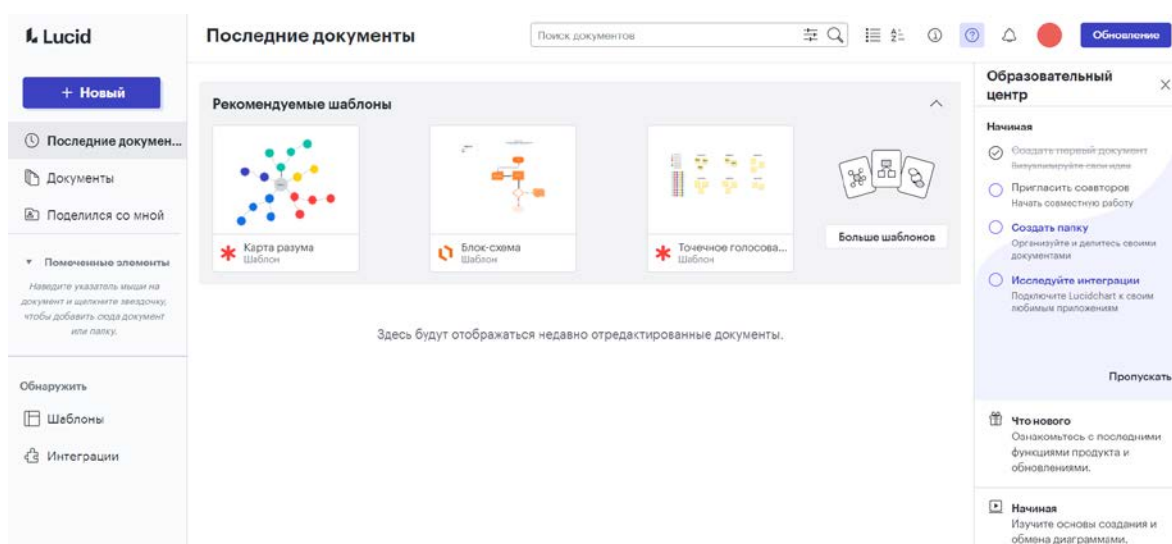 Lucid
Последние документы
Поиск документов
Обновление
+ Новый
Последние докумен...
Документы
Поделился со мной
Помеченные элементы
Наведите указатель мыши на
документ и щелкните звездочку,
чтобы добавить сюда документ
или папку.
Обнаружить
Шаблоны
Интеграции
Рекомендуемые шаблоны
Карта разума
Шаблон
Блок-схема
Шаблон
Точечное голосова...
Шаблон
Больше шаблонов
Здесь будут отображаться недавно отредактированные документы.
Образовательный
центр
Начиная
Создать первый документ
Визуализируйте свои идеи
Пригласить соавторов
Начать совместную работу
Создать папку
Организуйте и делитесь своими
документами
Исследуйте интеграции
Подключите Lucidchart к своим
любимым приложениям
Пропускать
Что нового
Ознакомьтесь с последними
функциями продукта и
обновлениями.
Начиная
Изучите основы создания и
обмена диаграммами.